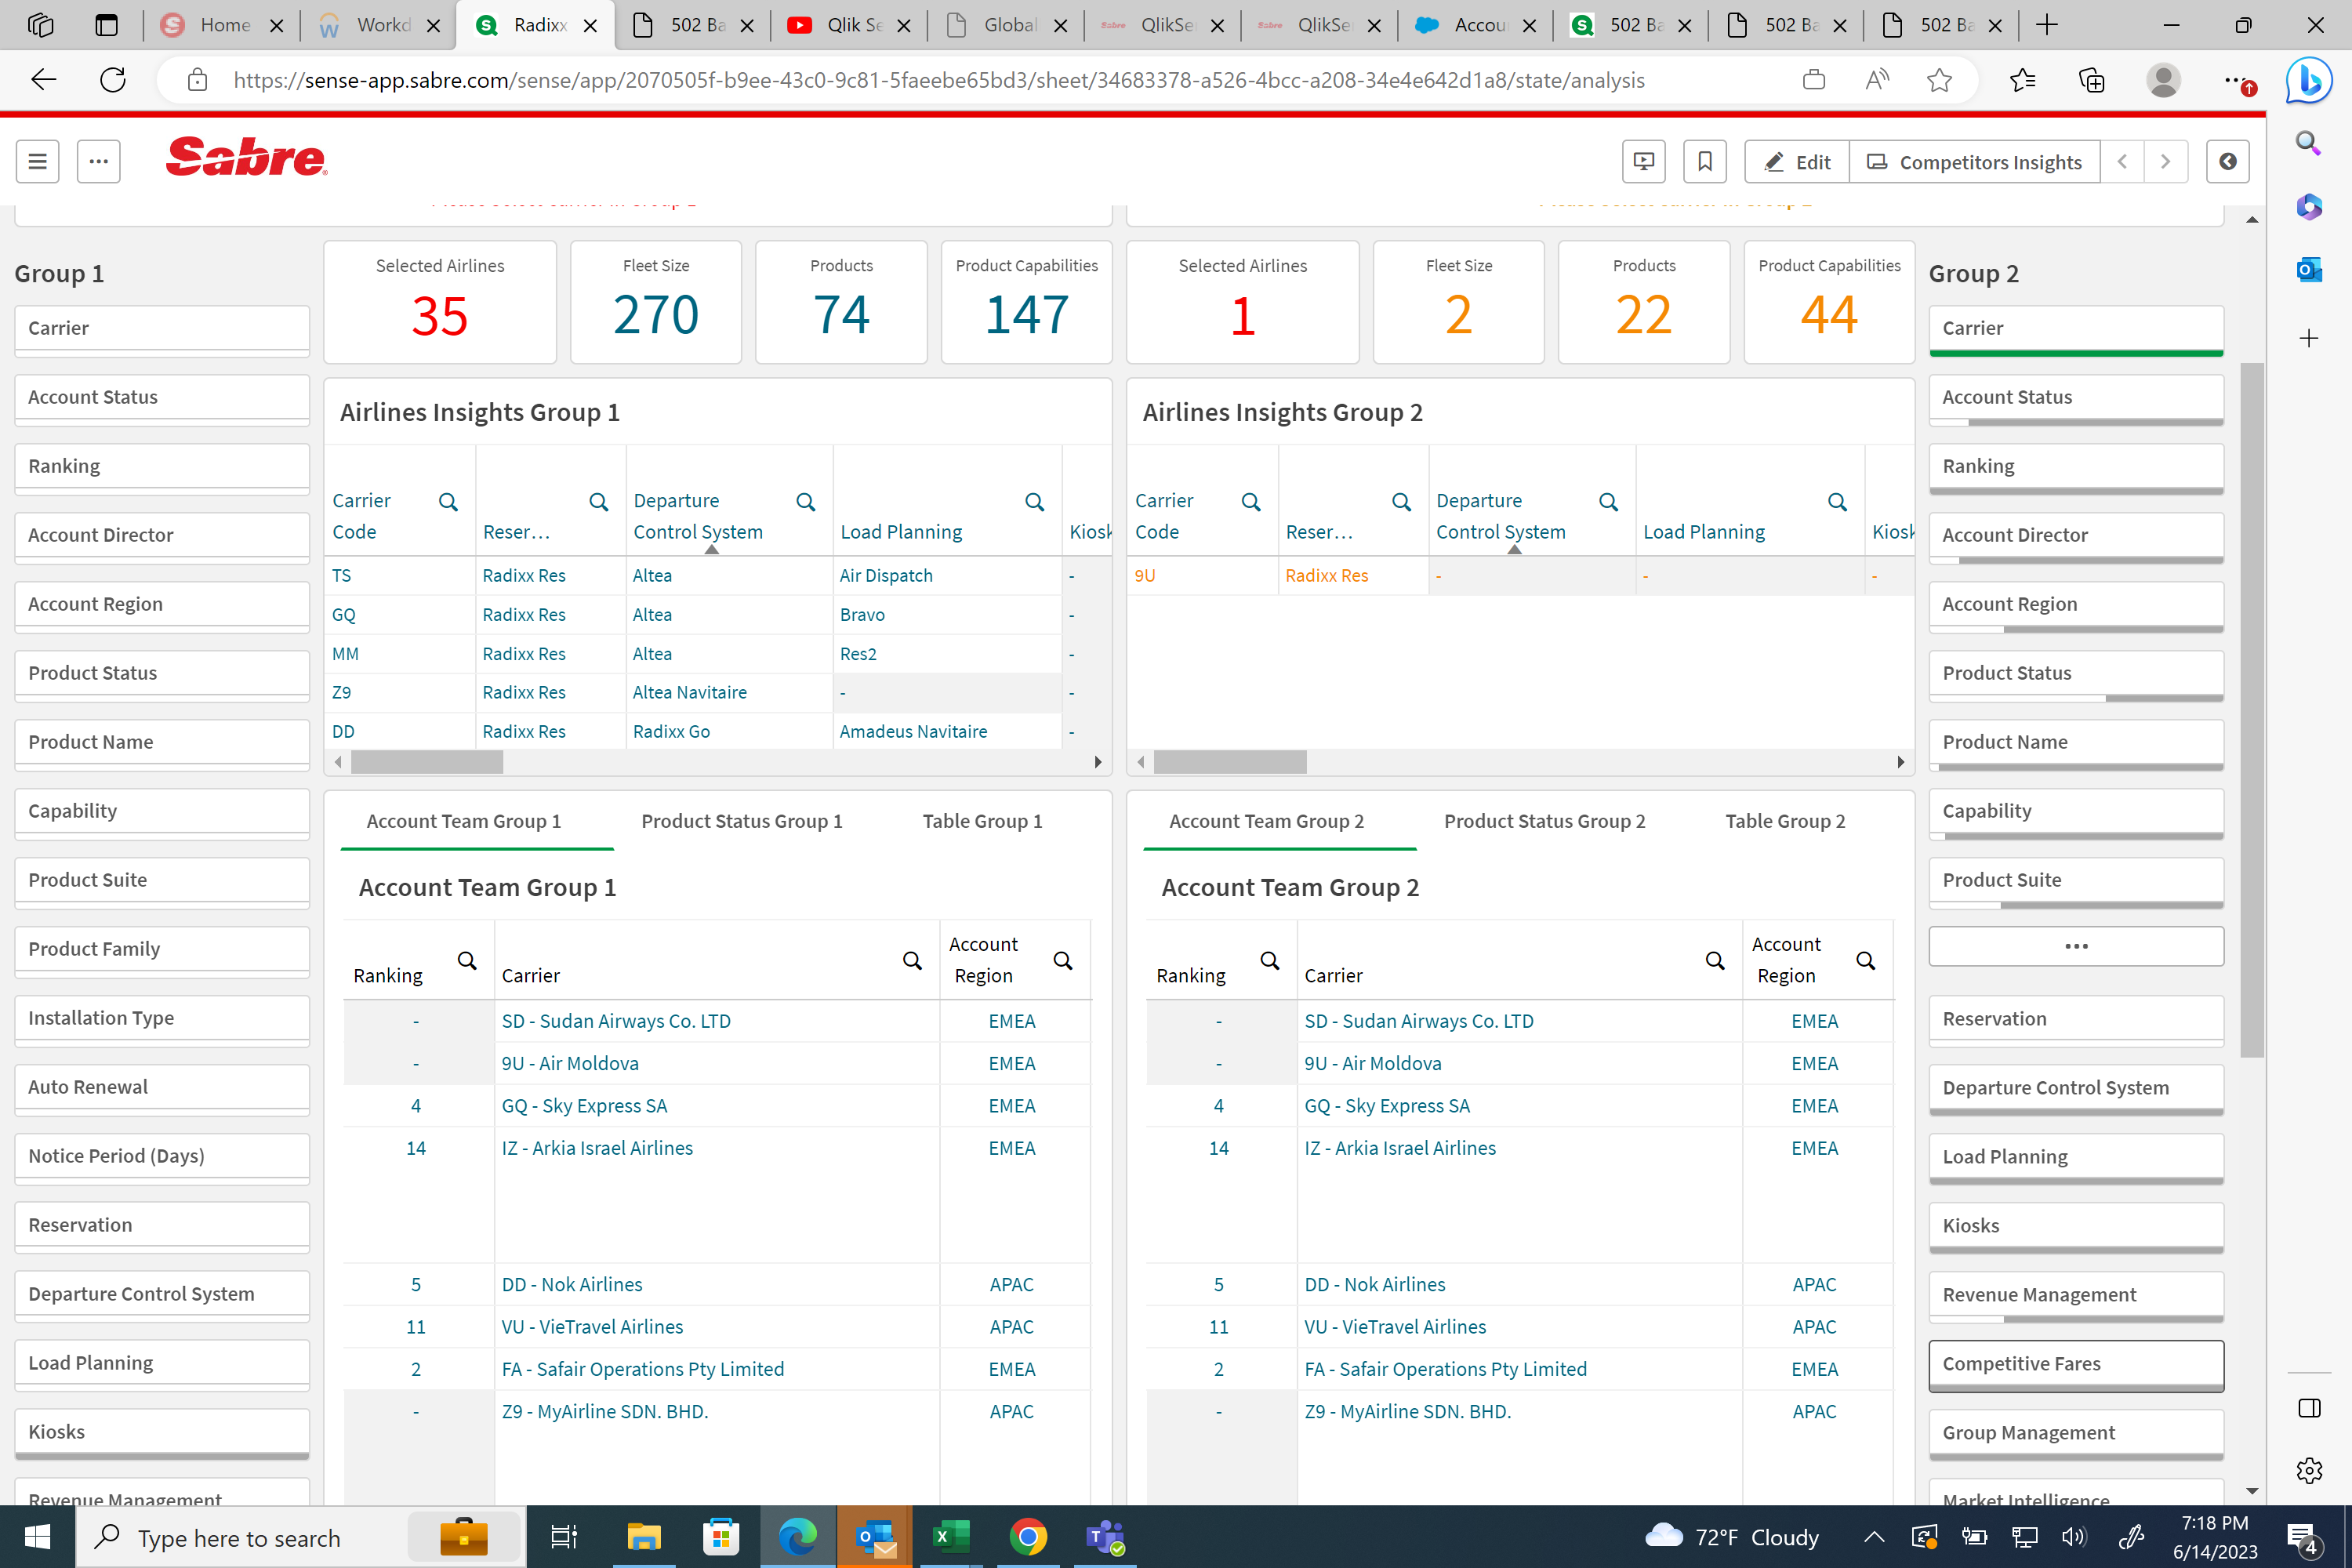 Home
Workd
Radixx
502 Ba
Qlik Se
Global
QlikSe
QlikSe
Accou
502 Ba
502 Ba
502 Ba
https://sense-app.sabre.com/sense/app/2070505f-b9ee-43c0-9c81-5faeebe65bd3/sheet/34683378-a526-4bcc-a208-34e4e642d1a8/state/analysis
Sabre
Edit
Competitors Insights
Group 1
Selected Airlines
35
Fleet Size
270
Products
74
Product Capabilities
147
Selected Airlines
1
Fleet Size
2
Products
22
Product Capabilities
44
Group 2
Carrier
Account Status
Ranking
Account Director
Account Region
Product Status
Product Name
Capability
Product Suite
Product Family
Installation Type
Auto Renewal
Notice Period (Days)
Reservation
Departure Control System
Load Planning
Kiosks
Revenue Management
Airlines Insights Group 1
Carrier Code Reser... Departure Control System Load Planning Kiosk
TS Radixx Res Altea Air Dispatch -
GQ Radixx Res Altea Bravo -
MM Radixx Res Altea Res2 -
Z9 Radixx Res Altea Navitaire - -
DD Radixx Res Radixx Go Amadeus Navitaire -
Airlines Insights Group 2
Carrier Code Reser... Departure Control System Load Planning Kiosk
9U Radixx Res - - -
Account Team Group 1 Product Status Group 1 Table Group 1
Account Team Group 1
Ranking Carrier Account Region
- SD - Sudan Airways Co. LTD EMEA
- 9U - Air Moldova EMEA
4 GQ - Sky Express SA EMEA
14 IZ - Arkia Israel Airlines EMEA
5 DD - Nok Airlines APAC
11 VU - VieTravel Airlines APAC
2 FA - Safair Operations Pty Limited EMEA
- Z9 - MyAirline SDN. BHD. APAC
Account Team Group 2 Product Status Group 2 Table Group 2
Account Team Group 2
Ranking Carrier Account Region
- SD - Sudan Airways Co. LTD EMEA
- 9U - Air Moldova EMEA
4 GQ - Sky Express SA EMEA
14 IZ - Arkia Israel Airlines EMEA
5 DD - Nok Airlines APAC
11 VU - VieTravel Airlines APAC
2 FA - Safair Operations Pty Limited EMEA
- Z9 - MyAirline SDN. BHD. APAC
Carrier
Account Status
Ranking
Account Director
Account Region
Product Status
Product Name
Capability
Product Suite
Reservation
Departure Control System
Load Planning
Kiosks
Revenue Management
Competitive Fares
Group Management
Market Intelligence
Type here to search
72°F Cloudy
7:18 PM
6/14/2023
4